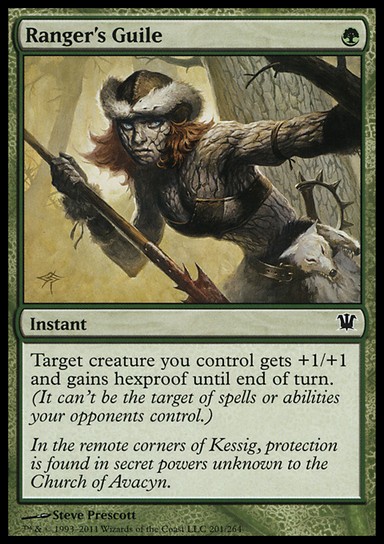 Ranger's Guile
Instant
Target creature you control gets +1/+1
and gains hexproof until end of turn.
(It can't be the target of spells or abilities
your opponents control.)
In the remote corners of Kessig, protection
is found in secret powers unknown to the
Church of Avacyn.
Steve Prescott
™ & © 1993–2011 Wizards of the Coast LLC 201/264